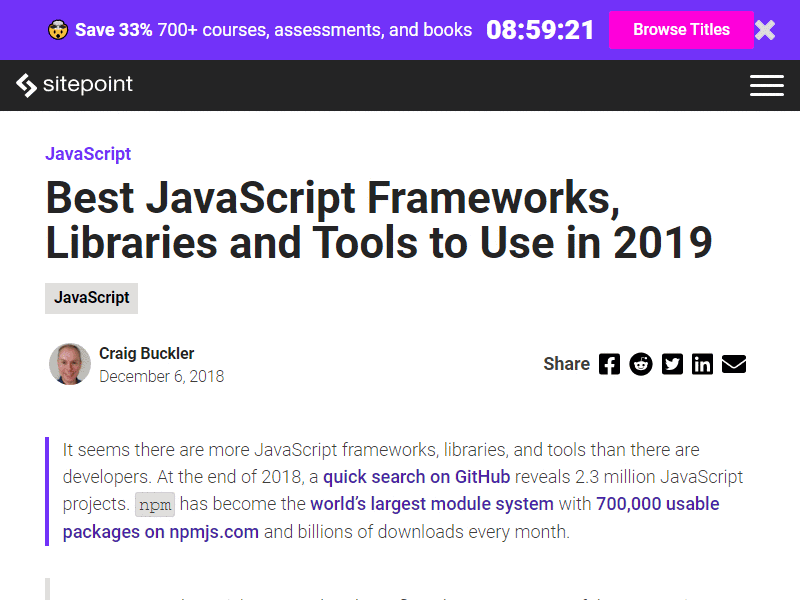 Save 33% 700+ courses, assessments, and books 08:59:21 Browse Titles
sitepoint
JavaScript
Best JavaScript Frameworks,
Libraries and Tools to Use in 2019
JavaScript
Craig Buckler
December 6, 2018
Share
It seems there are more JavaScript frameworks, libraries, and tools than there are
developers. At the end of 2018, a quick search on GitHub reveals 2.3 million JavaScript
projects. npm has become the world’s largest module system with 700,000 usable
packages on npmjs.com and billions of downloads every month.